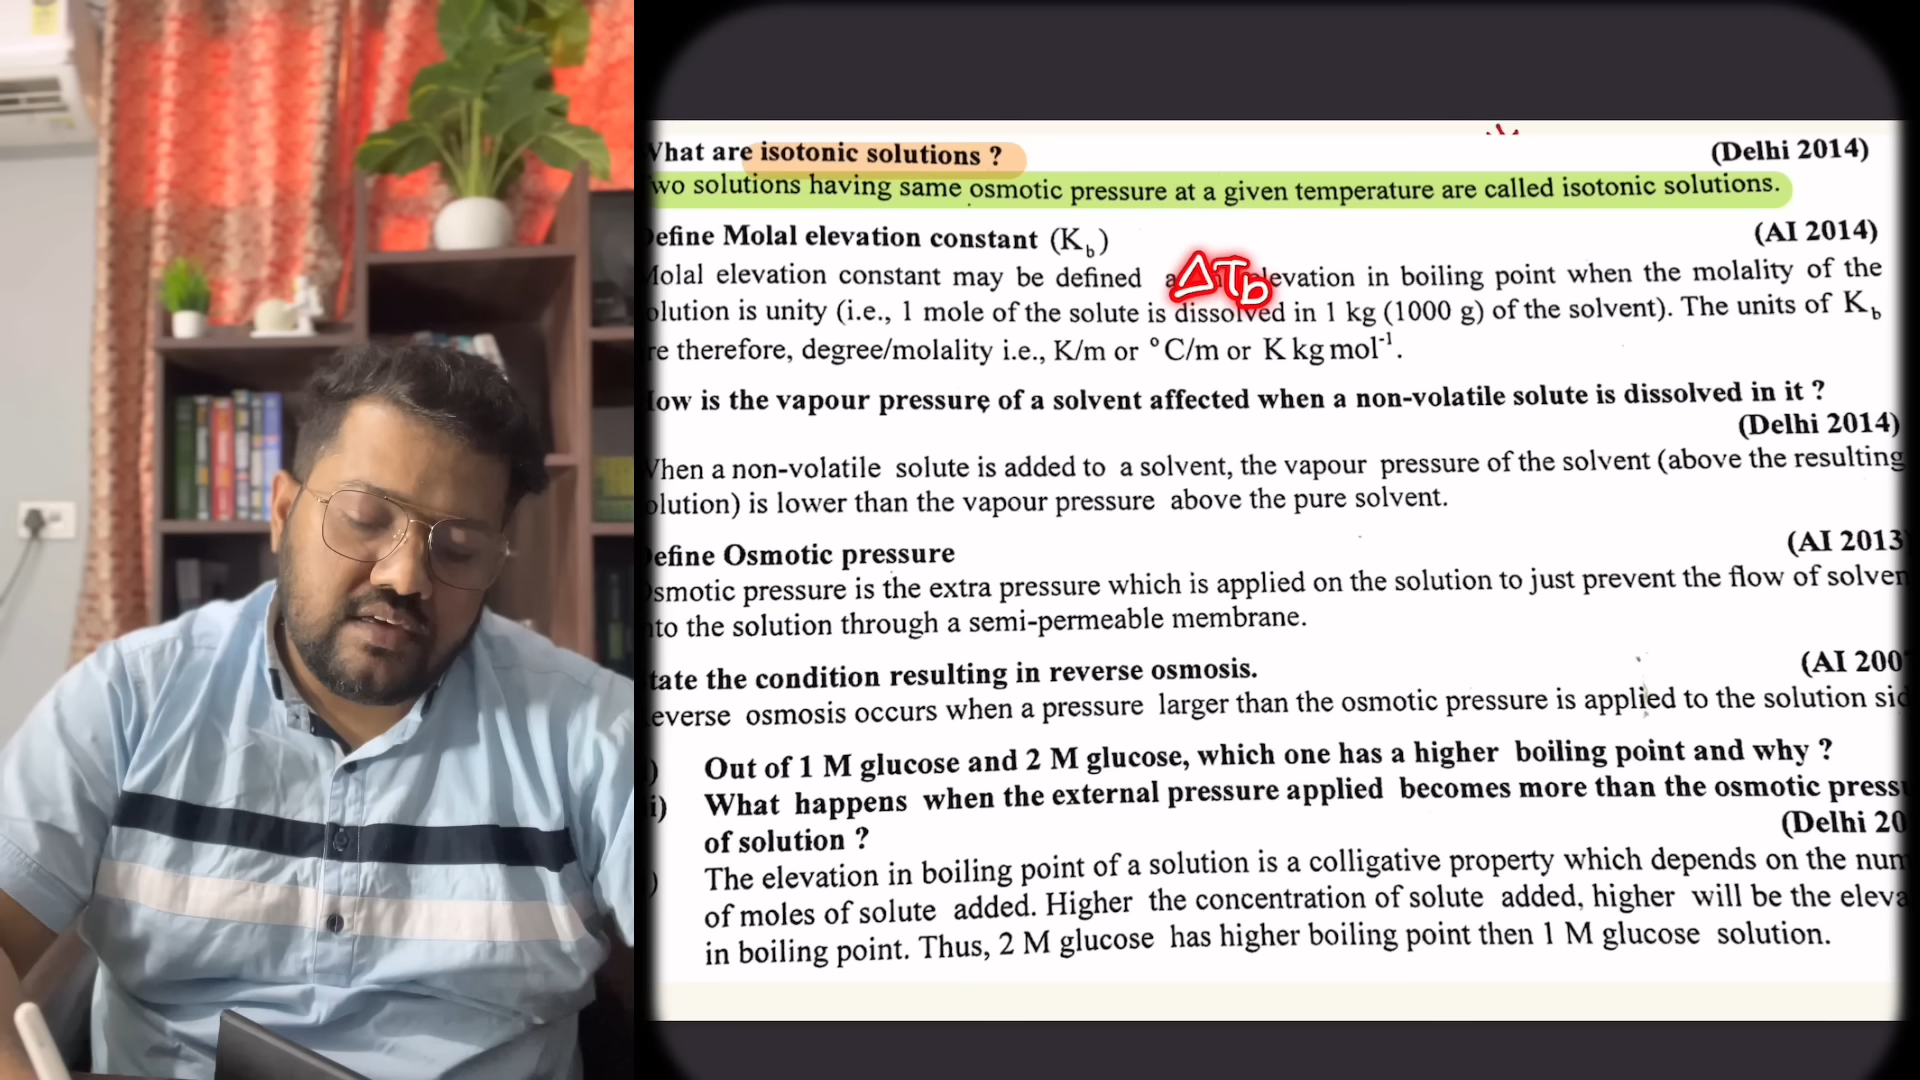 What are isotonic solutions ? (Delhi 2014)
wo solutions having same osmotic pressure at a given temperature are called isotonic solutions.
efine Molal elevation constant (K_b) (AI 2014)
Molal elevation constant may be defined a ΔTb levation in boiling point when the molality of the
olution is unity (i.e., 1 mole of the solute is dissolved in 1 kg (1000 g) of the solvent). The units of K_b
re therefore, degree/molality i.e., K/m or °C/m or K kg mol⁻¹.
ow is the vapour pressure of a solvent affected when a non-volatile solute is dissolved in it ?
(Delhi 2014)
When a non-volatile solute is added to a solvent, the vapour pressure of the solvent (above the resulting
olution) is lower than the vapour pressure above the pure solvent.
efine Osmotic pressure (AI 2013
smotic pressure is the extra pressure which is applied on the solution to just prevent the flow of solven
to the solution through a semi-permeable membrane.
tate the condition resulting in reverse osmosis. (AI 200
everse osmosis occurs when a pressure larger than the osmotic pressure is applied to the solution sid
) Out of 1 M glucose and 2 M glucose, which one has a higher boiling point and why ?
i) What happens when the external pressure applied becomes more than the osmotic press
of solution ? (Delhi 20
) The elevation in boiling point of a solution is a colligative property which depends on the num
of moles of solute added. Higher the concentration of solute added, higher will be the eleva
in boiling point. Thus, 2 M glucose has higher boiling point then 1 M glucose solution.